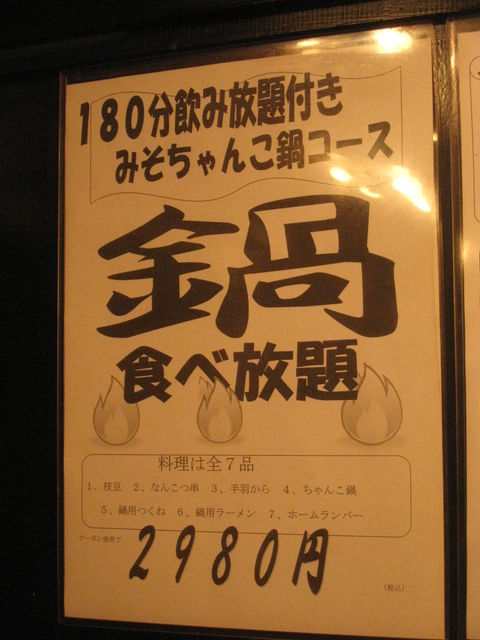 180分飲み放題付き
みそちゃんこ鍋コース
鍋
食べ放題
料理は全7品
1. 枝豆 2、なんこつ串 3、手羽から 4、ちゃんこ鍋
5、鍋用つくね 6、鍋用ラーメン 7、ホームランバー
クーポン使用で
2980円
(税込)